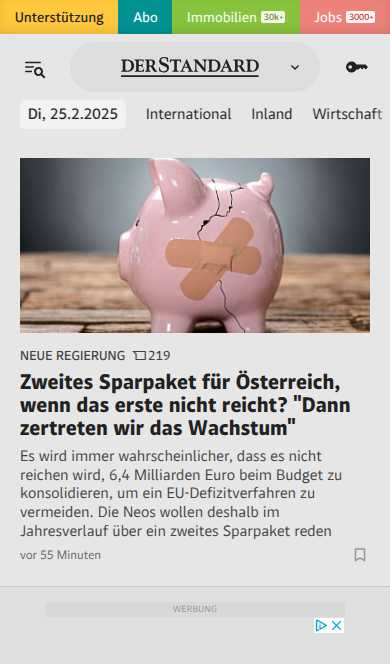 Unterstützung Abo Immobilien 30k+ Jobs 3000+
DERSTANDARD
Di, 25.2.2025 International Inland Wirtschaft
NEUE REGIERUNG 219
Zweites Sparpaket für Österreich,
wenn das erste nicht reicht? "Dann
zertreten wir das Wachstum"
Es wird immer wahrscheinlicher, dass es nicht
reichen wird, 6,4 Milliarden Euro beim Budget zu
konsolidieren, um ein EU-Defizitverfahren zu
vermeiden. Die Neos wollen deshalb im
Jahresverlauf über ein zweites Sparpaket reden
vor 55 Minuten
WERBUNG